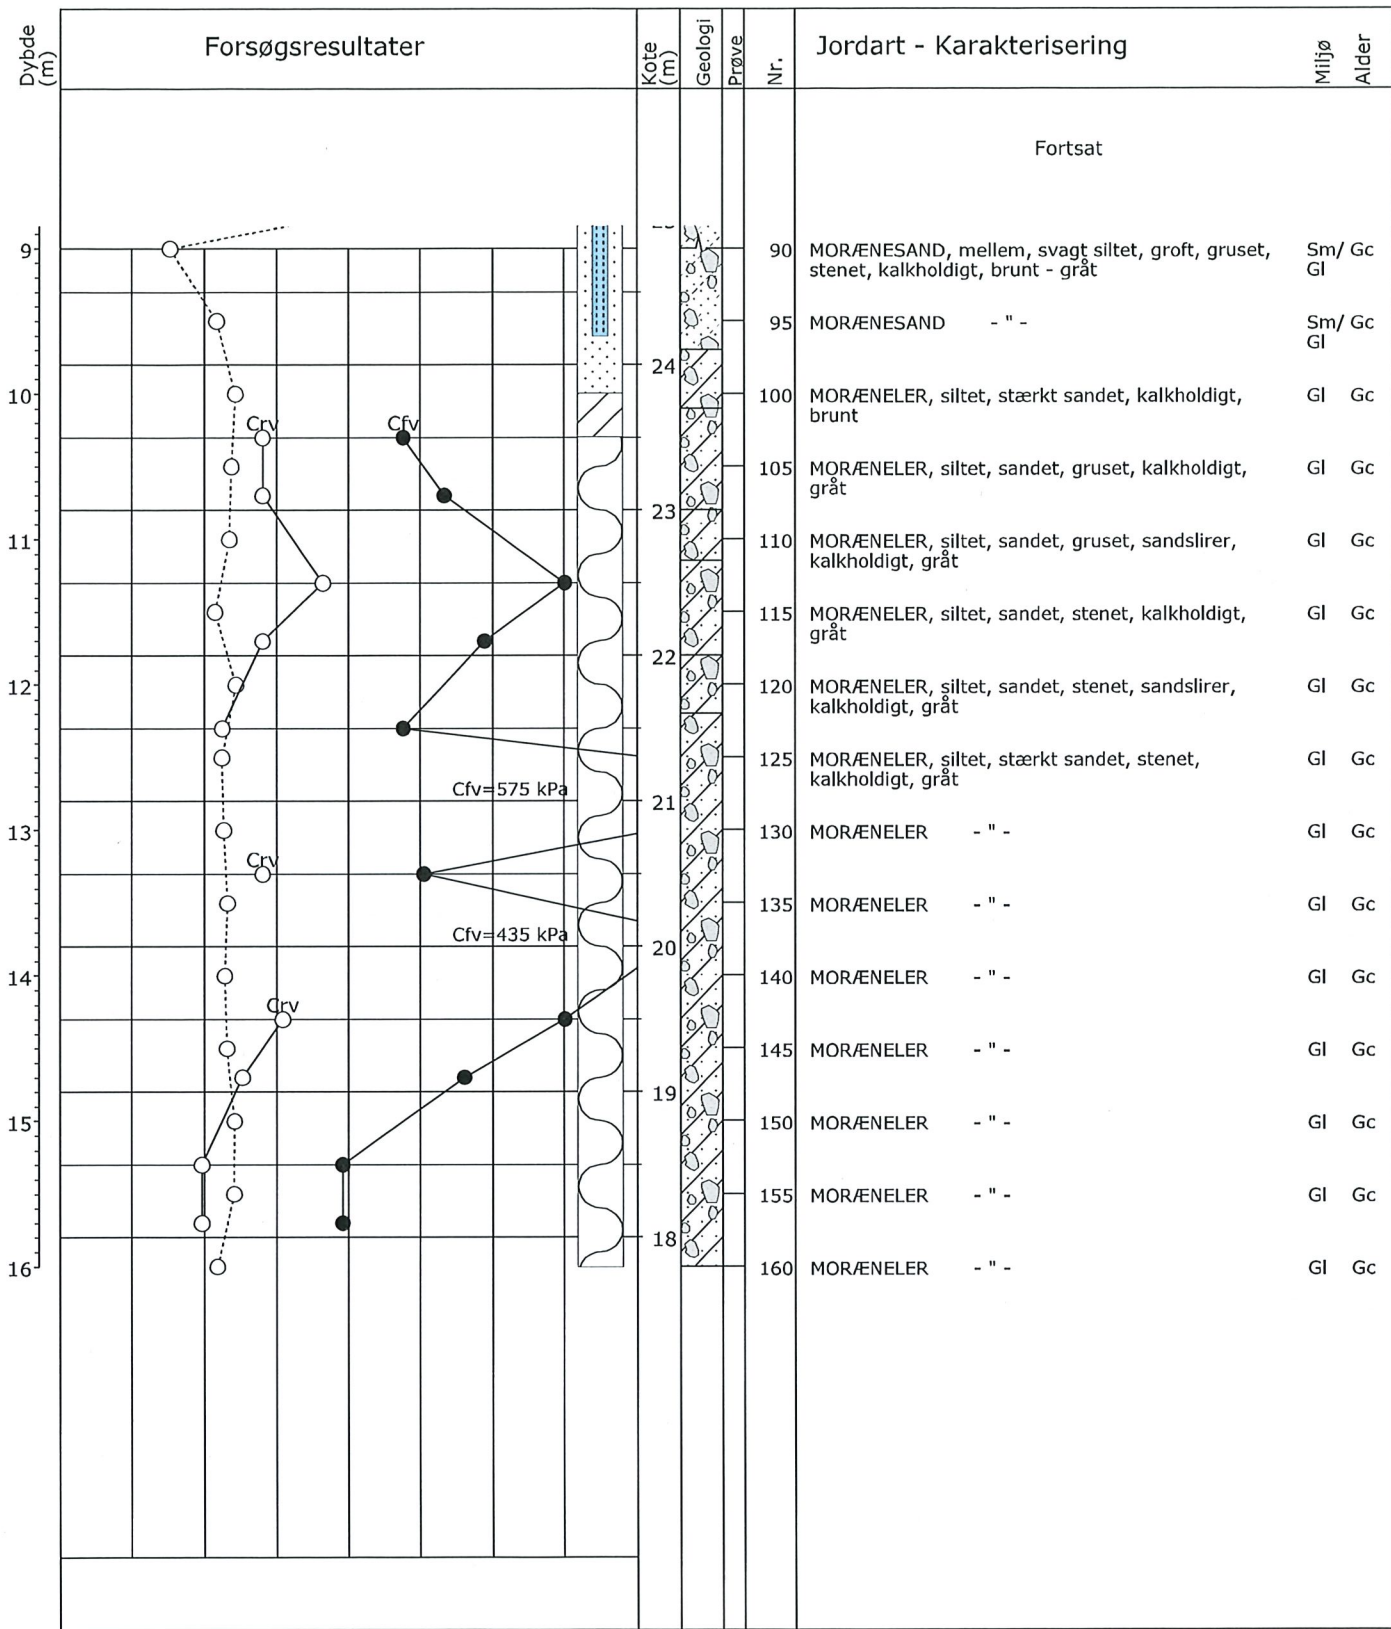 Dybde
(m)
Forsøgsresultater
Kote
(m)
Geologi
Prøve
Nr.
Jordart - Karakterisering
Miljø
Alder
Fortsat
9
90 MORÆNESAND, mellem, svagt siltet, groft, gruset, Sm/ Gc
stenet, kalkholdigt, brunt - gråt Gl
95 MORÆNESAND - " - Sm/ Gc
Gl
24
10
100 MORÆNELER, siltet, stærkt sandet, kalkholdigt, Gl Gc
brunt
Crv Cfv
105 MORÆNELER, siltet, sandet, gruset, kalkholdigt, Gl Gc
gråt
23
11
110 MORÆNELER, siltet, sandet, gruset, sandslirer, Gl Gc
kalkholdigt, gråt
115 MORÆNELER, siltet, sandet, stenet, kalkholdigt, Gl Gc
gråt
22
12
120 MORÆNELER, siltet, sandet, stenet, sandslirer, Gl Gc
kalkholdigt, gråt
125 MORÆNELER, siltet, stærkt sandet, stenet, Gl Gc
kalkholdigt, gråt
Cfv=575 kPa
21
13
130 MORÆNELER - " - Gl Gc
Crv
135 MORÆNELER - " - Gl Gc
Cfv=435 kPa
20
14
140 MORÆNELER - " - Gl Gc
Crv
145 MORÆNELER - " - Gl Gc
19
15
150 MORÆNELER - " - Gl Gc
155 MORÆNELER - " - Gl Gc
18
16
160 MORÆNELER - " - Gl Gc